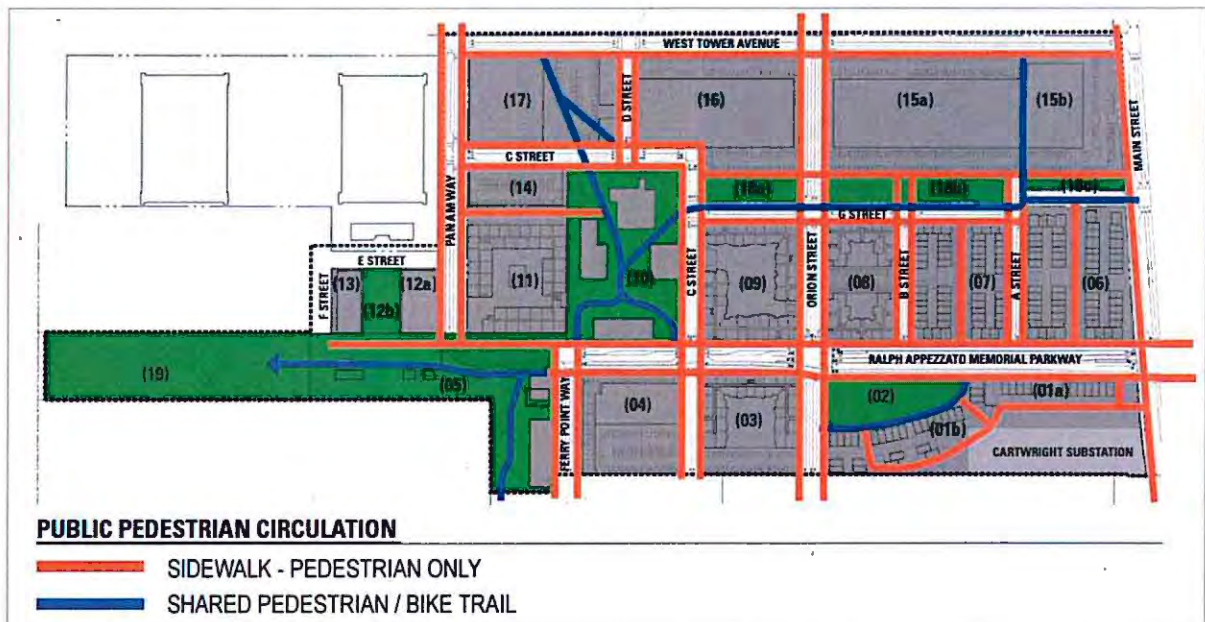 WEST TOWER AVENUE
(17)
D STREET
(16)
(15a)
(15b)
MAIN STREET
C STREET
(14)
(18a)
(18b)
(18c)
PAN AM WAY
G STREET
E STREET
F STREET
(13)
(12a)
(12b)
(11)
(10)
C STREET
(09)
ORION STREET
(08)
B STREET
(07)
A STREET
(06)
RALPH APPEZZATO MEMORIAL PARKWAY
(19)
(05)
FERRY POINT WAY
(04)
(03)
(02)
(01a)
(01b)
CARTWRIGHT SUBSTATION
PUBLIC PEDESTRIAN CIRCULATION
SIDEWALK - PEDESTRIAN ONLY
SHARED PEDESTRIAN / BIKE TRAIL